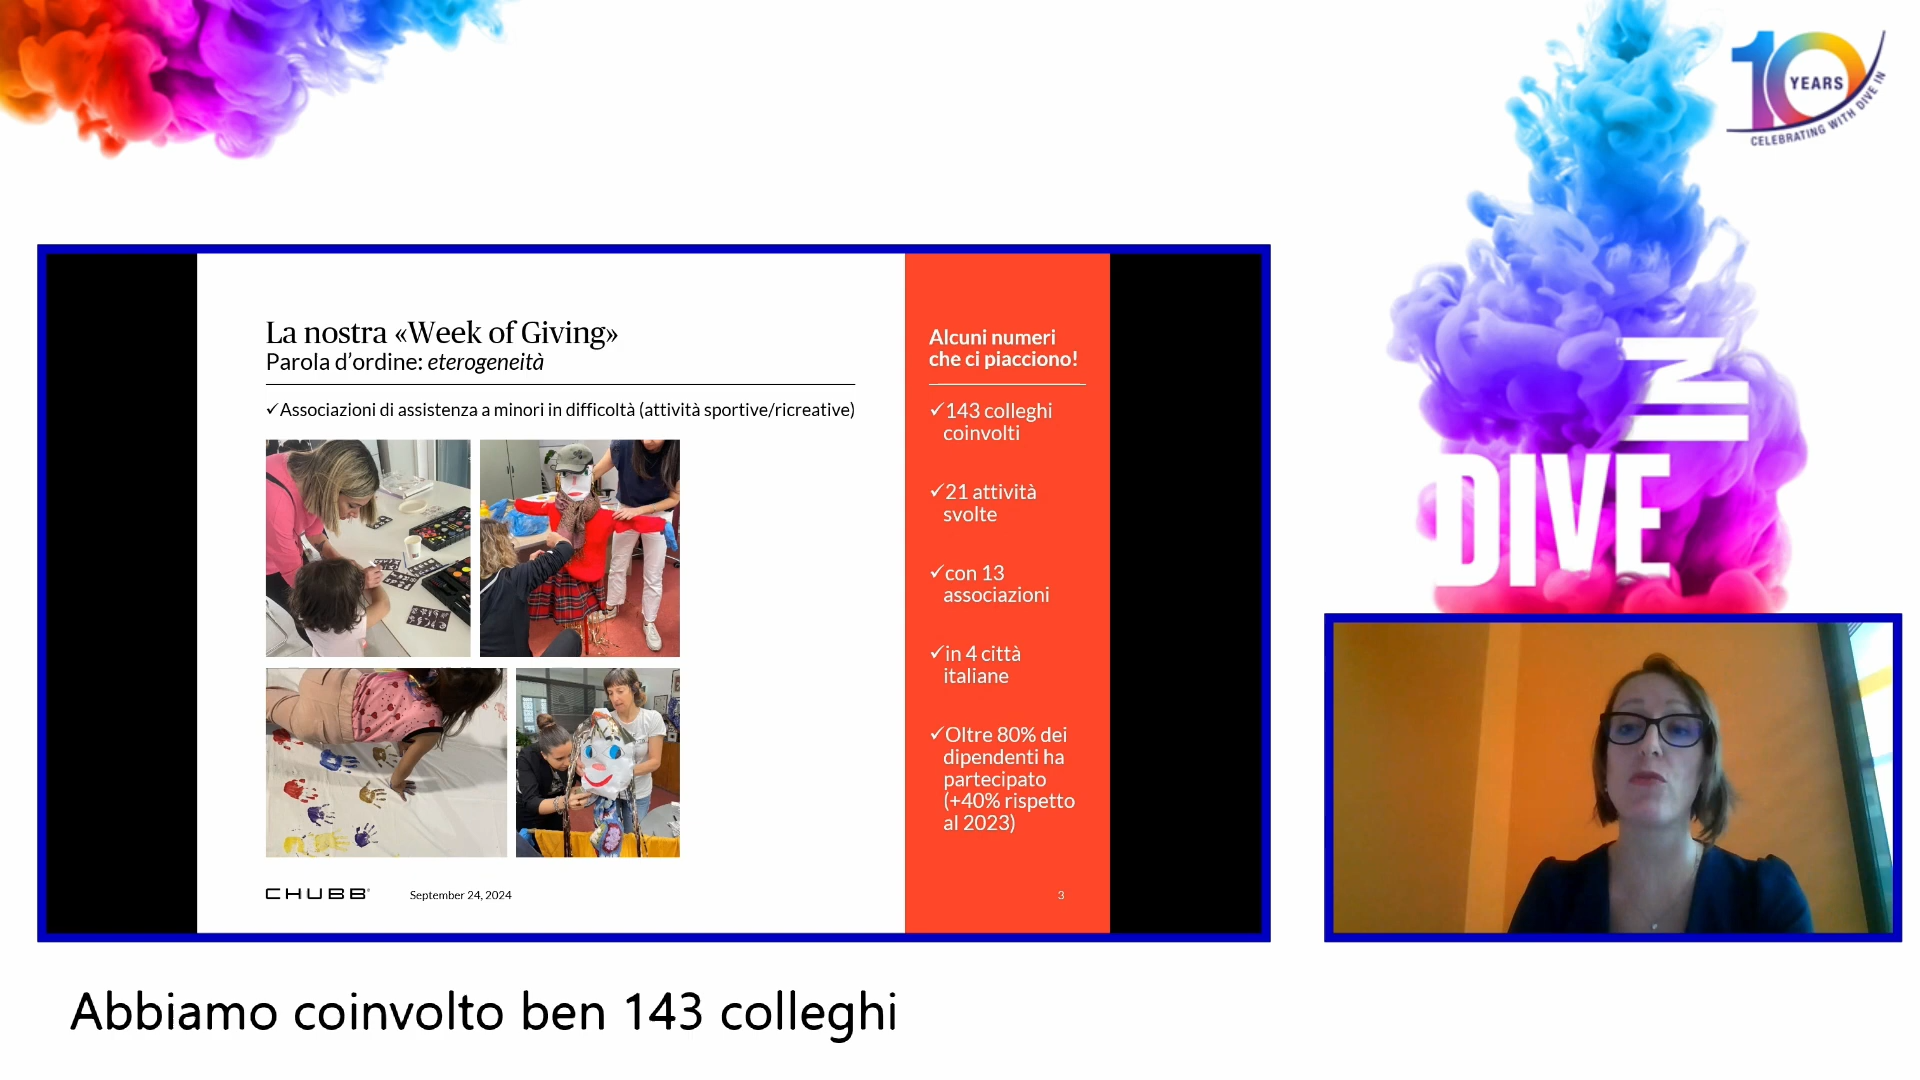 10 YEARS
CELEBRATING WITH DIVE IN
La nostra «Week of Giving»
Parola d’ordine: eterogeneità
✓Associazioni di assistenza a minori in difficoltà (attività sportive/ricreative)
Alcuni numeri
che ci piacciono!
✓143 colleghi
coinvolti
✓21 attività
svolte
✓con 13
associazioni
✓in 4 città
italiane
✓Oltre 80% dei
dipendenti ha
partecipato
(+40% rispetto
al 2023)
CHUBB®
September 24, 2024
3
DIVE
IN
Abbiamo coinvolto ben 143 colleghi